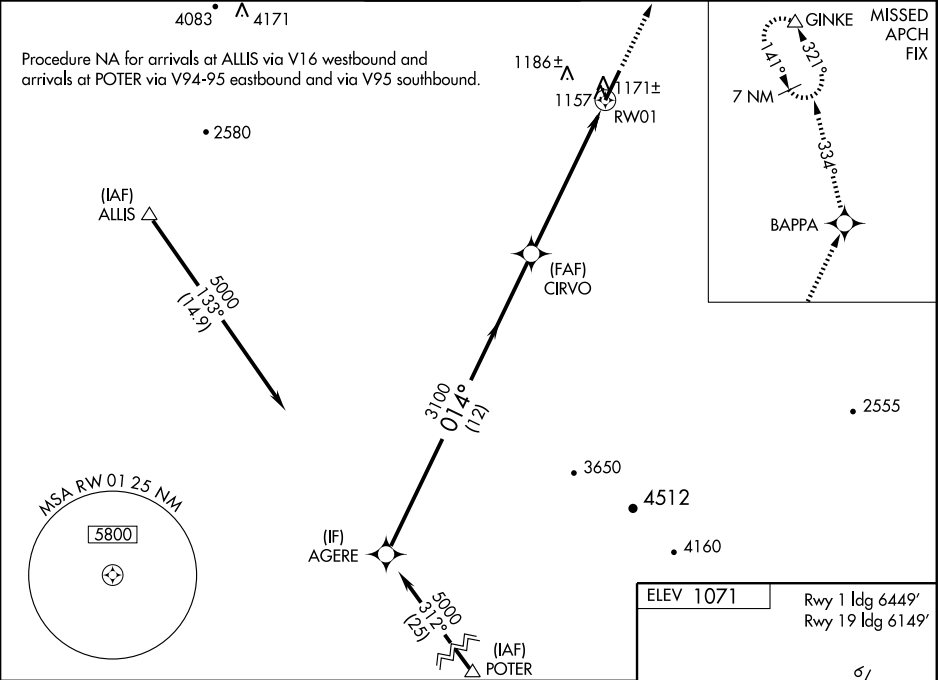 4083
4171
Procedure NA for arrivals at ALLIS via V16 westbound and
arrivals at POTER via V94-95 eastbound and via V95 southbound.
2580
1186±
1157
1171±
RW01
GINKE
MISSED
APCH
FIX
141°
321°
7 NM
334°
BAPPA
(IAF)
ALLIS
5000
133°
(14.9)
(FAF)
CIRVO
3100
014°
(12)
2555
3650
4512
4160
MSA RW 01 25 NM
5800
(IF)
AGERE
5000
312°
(25)
(IAF)
POTER
ELEV 1071
Rwy 1 ldg 6449'
Rwy 19 ldg 6149'